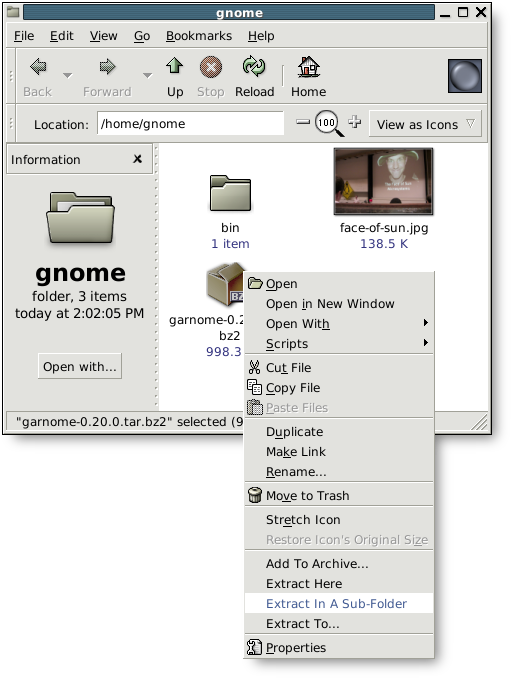 gnome
File Edit View Go Bookmarks Help
Back Forward Up Stop Reload Home
Location: /home/gnome 100 View as Icons
Information
gnome
folder, 3 items
today at 2:02:05 PM
Open with...
bin
1 item
face-of-sun.jpg
138.5 K
garnome-0.2
bz2
998.3
"garnome-0.20.0.tar.bz2" selected (9
Open
Open in New Window
Open With
Scripts
Cut File
Copy File
Paste Files
Duplicate
Make Link
Rename...
Move to Trash
Stretch Icon
Restore Icon's Original Size
Add To Archive...
Extract Here
Extract In A Sub-Folder
Extract To...
Properties